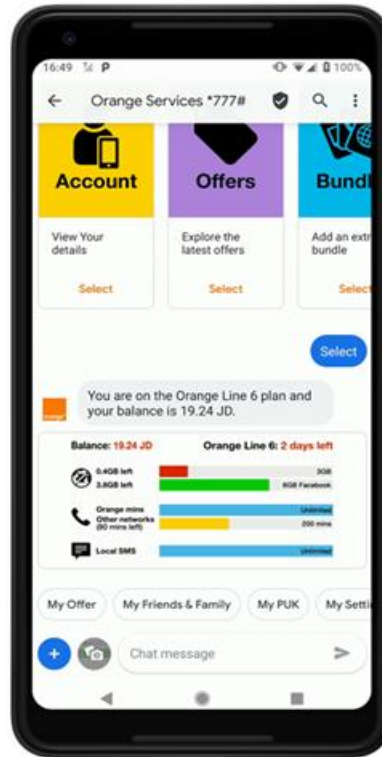 16:49
Orange Services *777#
100%
Account
Offers
Bundl
View Your
details
Explore the
latest offers
Add an extr
bundle
Select
Select
Select
Select
You are on the Orange Line 6 plan and
your balance is 19.24 JD.
Balance: 19.24 JD
Orange Line 6: 2 days left
0.4GB left
3GB
3.8GB left
6GB Facebook
Orange mins
Unlimited
Other networks
(80 mins left)
200 mins
Local SMS
Unlimited
My Offer
My Friends & Family
My PUK
My Setti
Chat message